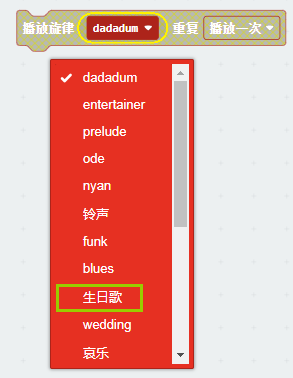 播放旋律 dadadum 重复 播放一次
dadadum
entertainer
prelude
ode
nyan
铃声
funk
blues
生日歌
wedding
哀乐